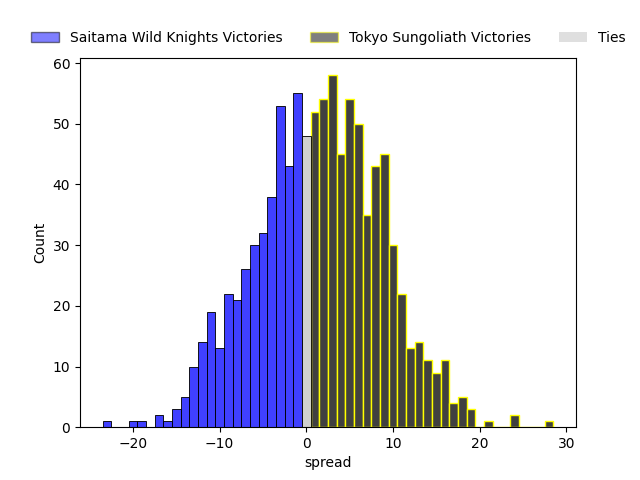 Saitama Wild Knights Victories Tokyo Sungoliath Victories Ties
60
50
40
30
20
10
0
Count
−20 −10 0 10 20 30
spread